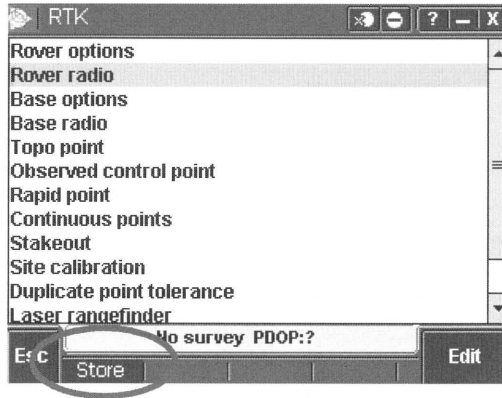 RTK
? — X
Rover options
Rover radio
Base options
Base radio
Topo point
Observed control point
Rapid point
Continuous points
Stakeout
Site calibration
Duplicate point tolerance
Laser rangefinder
No survey PDOP:?
Esc
Store
Edit